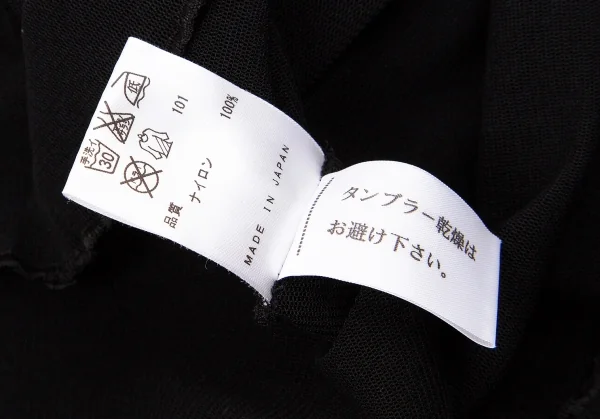 手洗イ
30
低
101
品質 ナイロン 100%
MADE IN JAPAN
タンブラー乾燥は
お避け下さい。